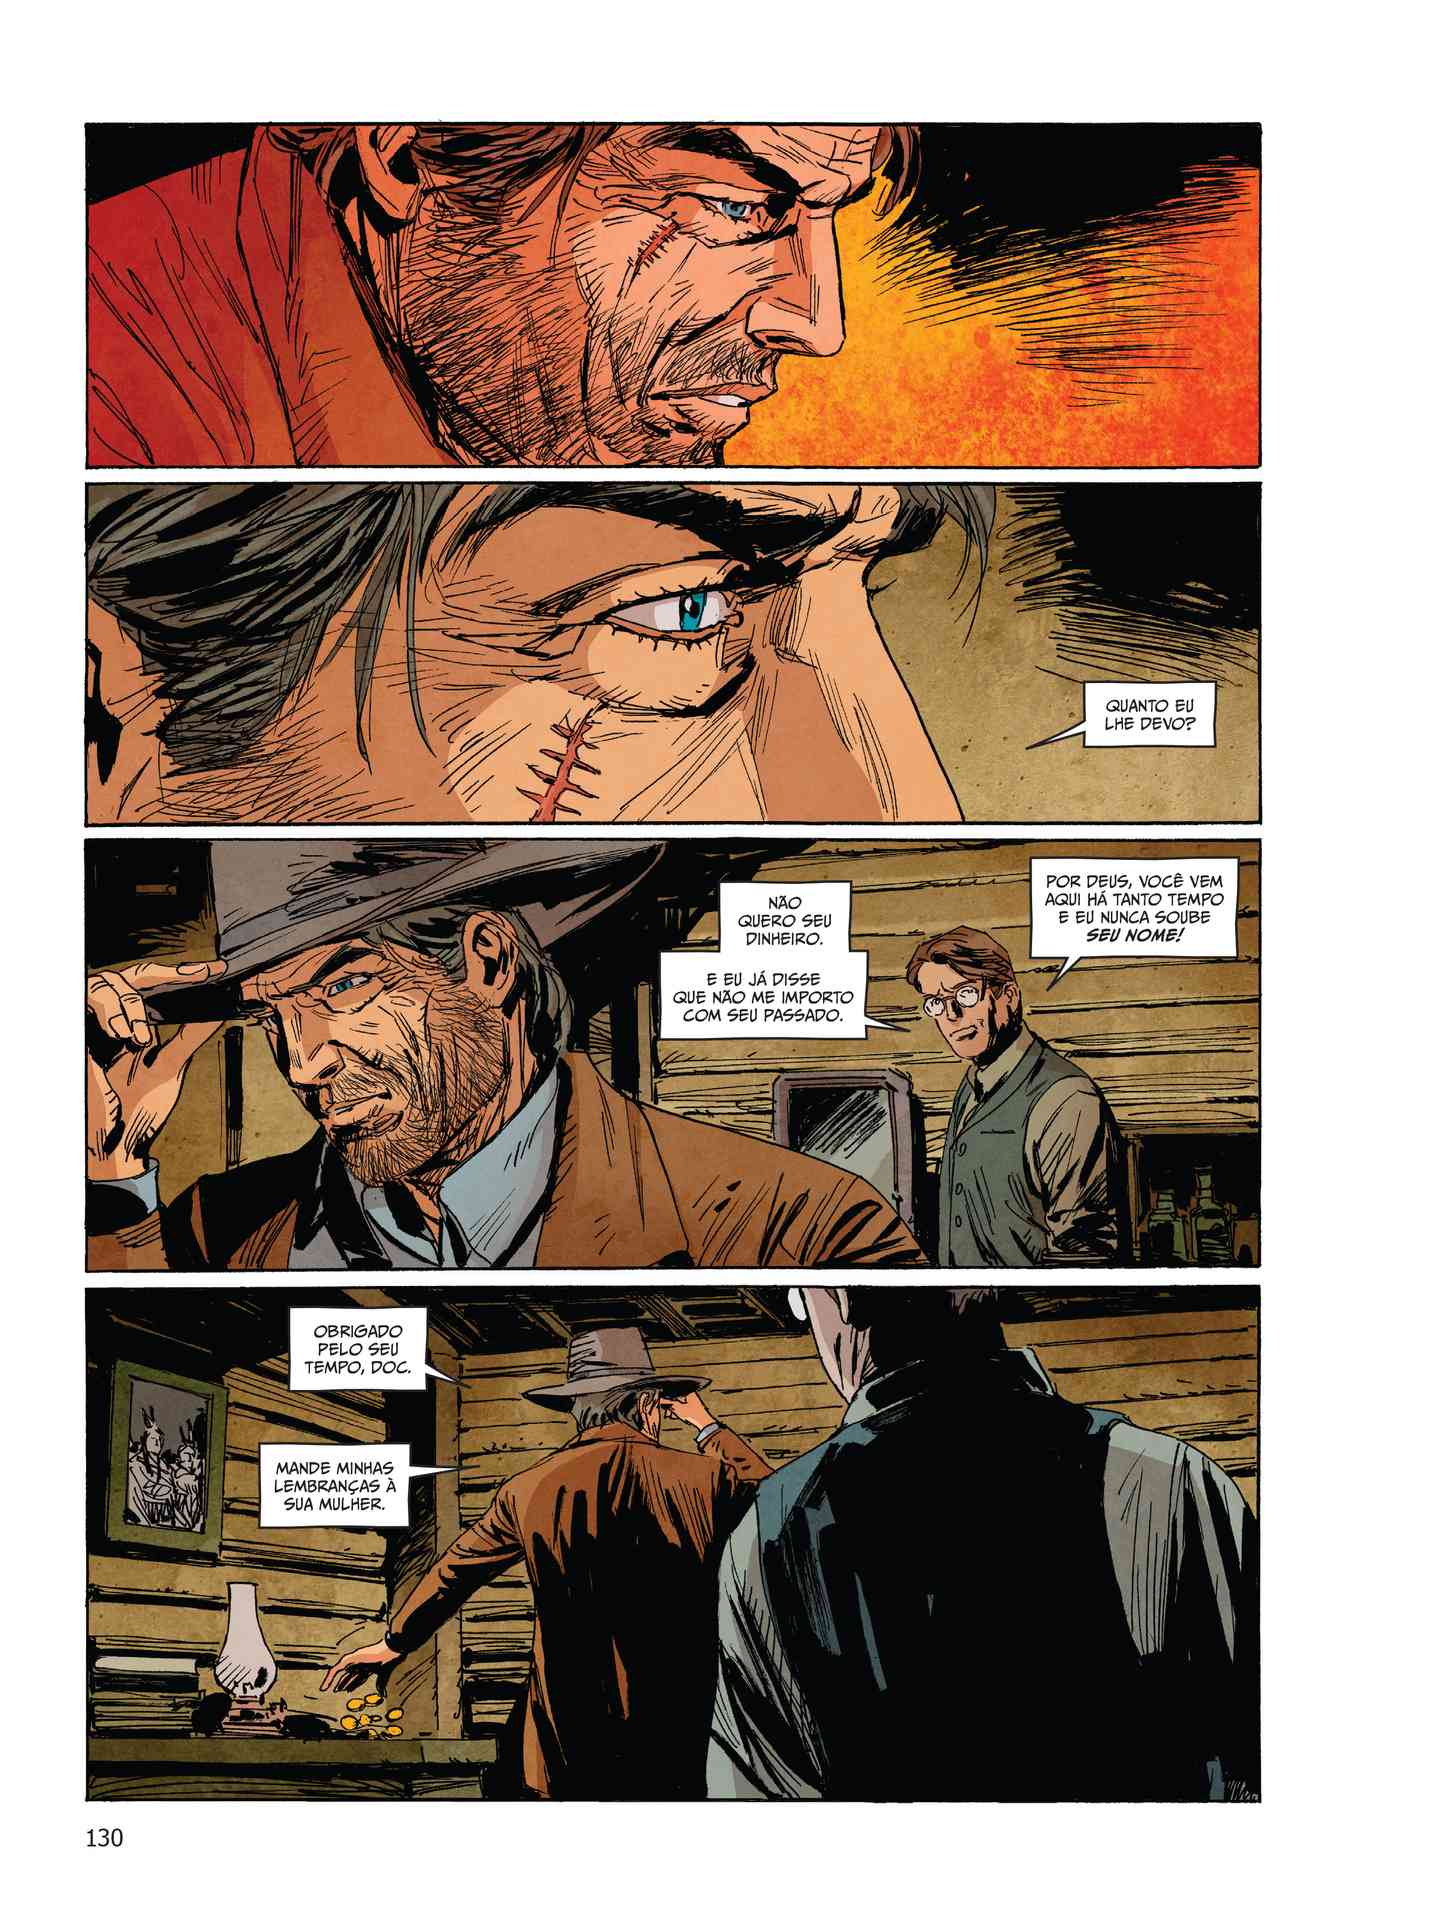 QUANTO EU
LHE DEVO?
NÃO
QUERO SEU
DINHEIRO.
E EU JÁ DISSE
QUE NÃO ME IMPORTO
COM SEU PASSADO.
POR DEUS, VOCÊ VEM
AQUI HÁ TANTO TEMPO
E EU NUNCA SOUBE
SEU NOME!
OBRIGADO
PELO SEU
TEMPO, DOC.
MANDE MINHAS
LEMBRANÇAS À
SUA MULHER.
130